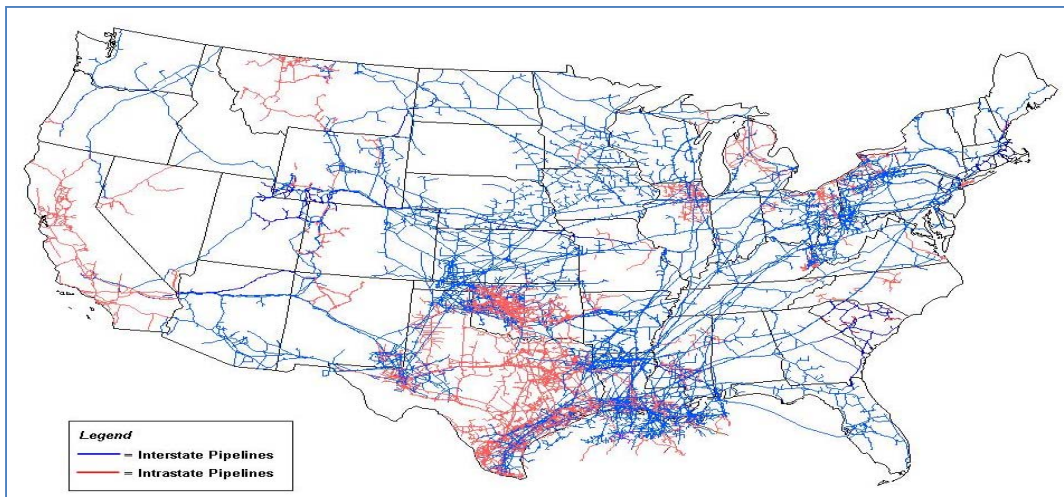 Legend
= Interstate Pipelines
= Intrastate Pipelines